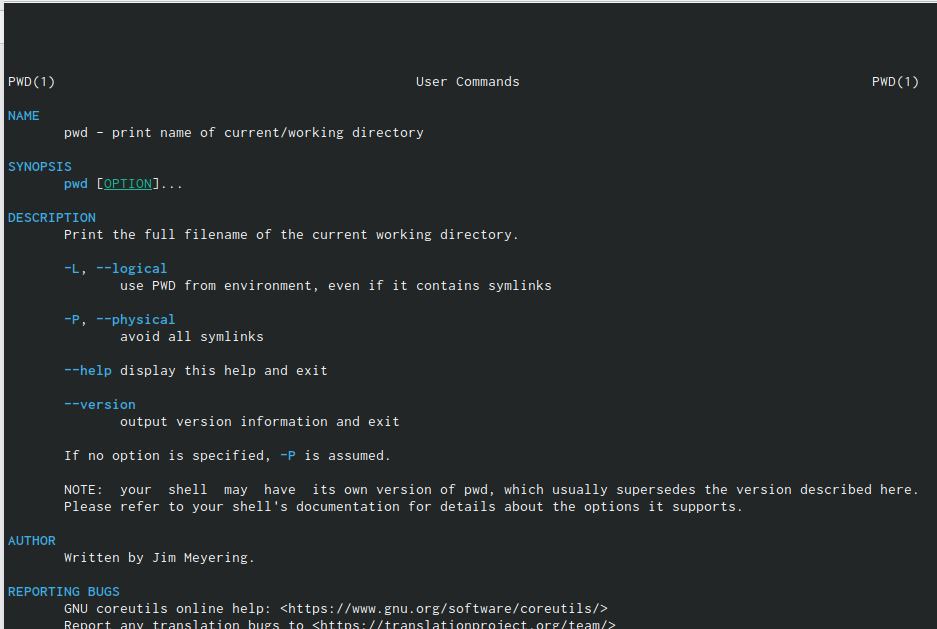 PWD(1) User Commands PWD(1)
NAME
pwd - print name of current/working directory
SYNOPSIS
pwd [OPTION]...
DESCRIPTION
Print the full filename of the current working directory.
-L, --logical
use PWD from environment, even if it contains symlinks
-P, --physical
avoid all symlinks
--help display this help and exit
--version
output version information and exit
If no option is specified, -P is assumed.
NOTE: your shell may have its own version of pwd, which usually supersedes the version described here.
Please refer to your shell's documentation for details about the options it supports.
AUTHOR
Written by Jim Meyering.
REPORTING BUGS
GNU coreutils online help: <https://www.gnu.org/software/coreutils/>
Report any translation bugs to <https://translationproject.org/team/>